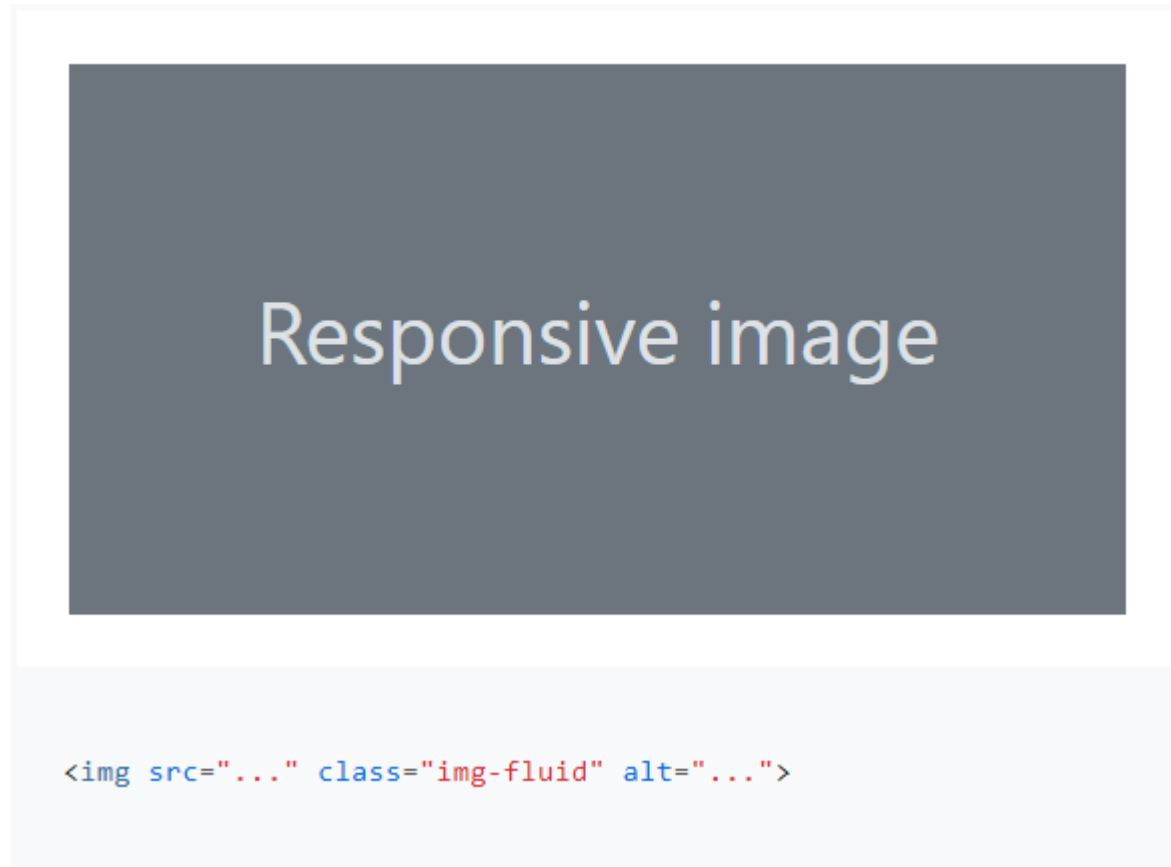 Responsive image
<img src="..." class="img-fluid" alt="...">